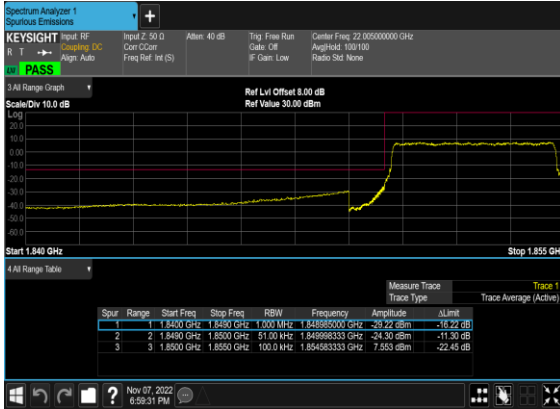 Spectrum Analyzer 1
Spurious Emissions
+
KEYSIGHT Input: RF Input Z: 50 Ω Atten: 40 dB Trig: Free Run Center Freq: 22.005000000 GHz
R T Coupling: DC Corr CCorr Gate: Off Avg|Hold: 100/100
Align: Auto Freq Ref: Int (S) IF Gain: Low Radio Std: None
PASS
3 All Range Graph Ref Lvl Offset 8.00 dB
Scale/Div 10.0 dB Ref Value 30.00 dBm
Log
20.0
10.0
0.00
-10.0
-20.0
-30.0
-40.0
-50.0
-60.0
Start 1.840 GHz Stop 1.855 GH
4 All Range Table
Measure Trace Trace 1
Trace Type Trace Average (Active)
Spur Range Start Freq Stop Freq RBW Frequency Amplitude ΔLimit
1 1 1.8400 GHz 1.8490 GHz 1.000 MHz 1.848985000 GHz -29.22 dBm -16.22 dB
2 2 1.8490 GHz 1.8500 GHz 51.00 kHz 1.849998333 GHz -24.30 dBm -11.30 dB
3 3 1.8500 GHz 1.8550 GHz 100.0 kHz 1.854583333 GHz 7.553 dBm -22.45 dB
? Nov 07, 2022
6:59:31 PM